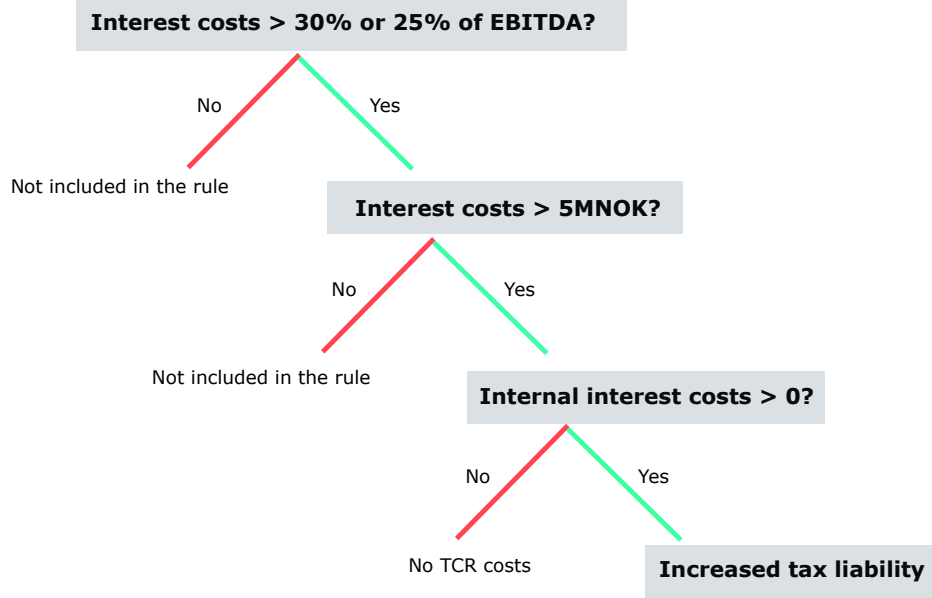 Interest costs > 30% or 25% of EBITDA?
No
Yes
Not included in the rule
Interest costs > 5MNOK?
No
Yes
Not included in the rule
Internal interest costs > 0?
No
Yes
No TCR costs
Increased tax liability